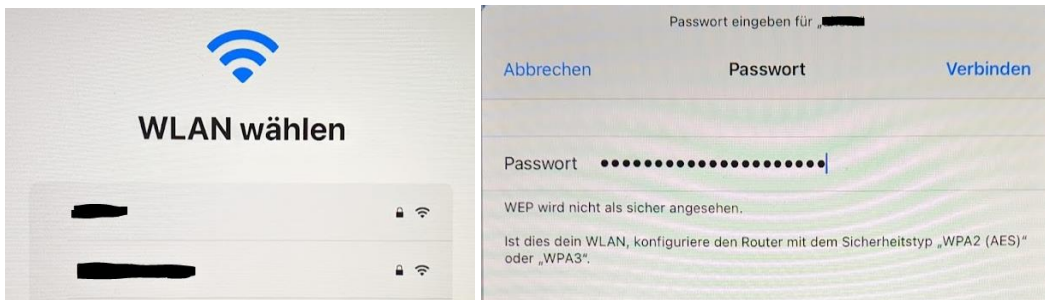 WLAN wählen
Passwort eingeben für „
Abbrechen Passwort Verbinden
Passwort ●●●●●●●●●●●●●●●●●●●●●
WEP wird nicht als sicher angesehen.
Ist dies dein WLAN, konfiguriere den Router mit dem Sicherheitstyp „WPA2 (AES)“
oder „WPA3“.